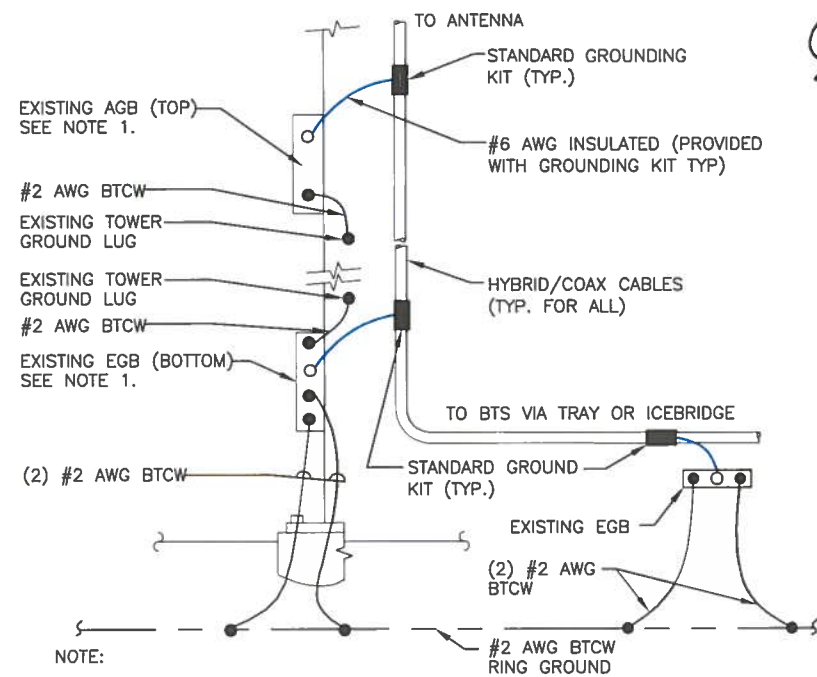 TO ANTENNA
STANDARD GROUNDING
KIT (TYP.)
EXISTING AGB (TOP)
SEE NOTE 1.
#6 AWG INSULATED (PROVIDED
WITH GROUNDING KIT TYP)
#2 AWG BTCW
EXISTING TOWER
GROUND LUG
EXISTING TOWER
GROUND LUG
HYBRID/COAX CABLES
(TYP. FOR ALL)
#2 AWG BTCW
EXISTING EGB (BOTTOM)
SEE NOTE 1.
TO BTS VIA TRAY OR ICEBRIDGE
(2) #2 AWG BTCW
STANDARD GROUND
KIT (TYP.)
EXISTING EGB
(2) #2 AWG
BTCW
#2 AWG BTCW
RING GROUND
NOTE: